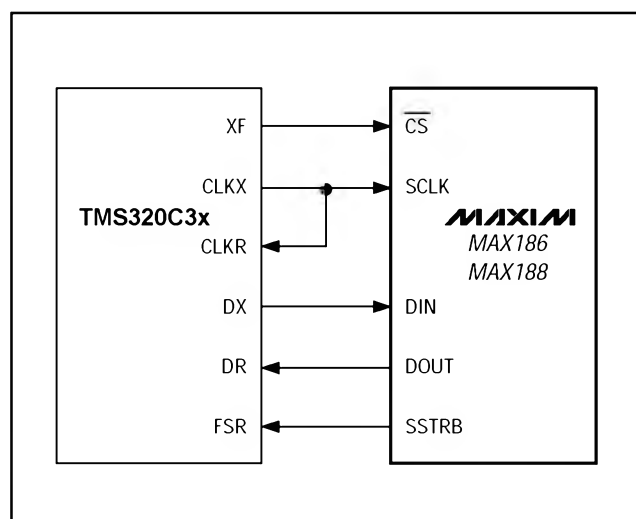 XF
CS
CLKX
SCLK
TMS320C3x
MAXIM
MAX186
MAX188
CLKR
DX
DIN
DR
DOUT
FSR
SSTRB